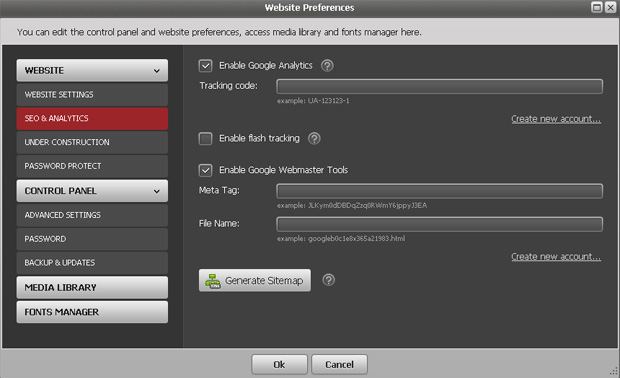 Website Preferences
You can edit the control panel and website preferences, access media library and fonts manager here.
WEBSITE
WEBSITE SETTINGS
SEO & ANALYTICS
UNDER CONSTRUCTION
PASSWORD PROTECT
CONTROL PANEL
ADVANCED SETTINGS
PASSWORD
BACKUP & UPDATES
MEDIA LIBRARY
FONTS MANAGER
Enable Google Analytics ?
Tracking code:
example: UA-123123-1
Create new account...
Enable flash tracking ?
Enable Google Webmaster Tools
Meta Tag:
example: JLKym0dDBDqZzq0RWmY6jppyJ3EA
File Name:
example: googleb0c1e8x365a21983.html
Create new account...
Generate Sitemap ?
Ok Cancel